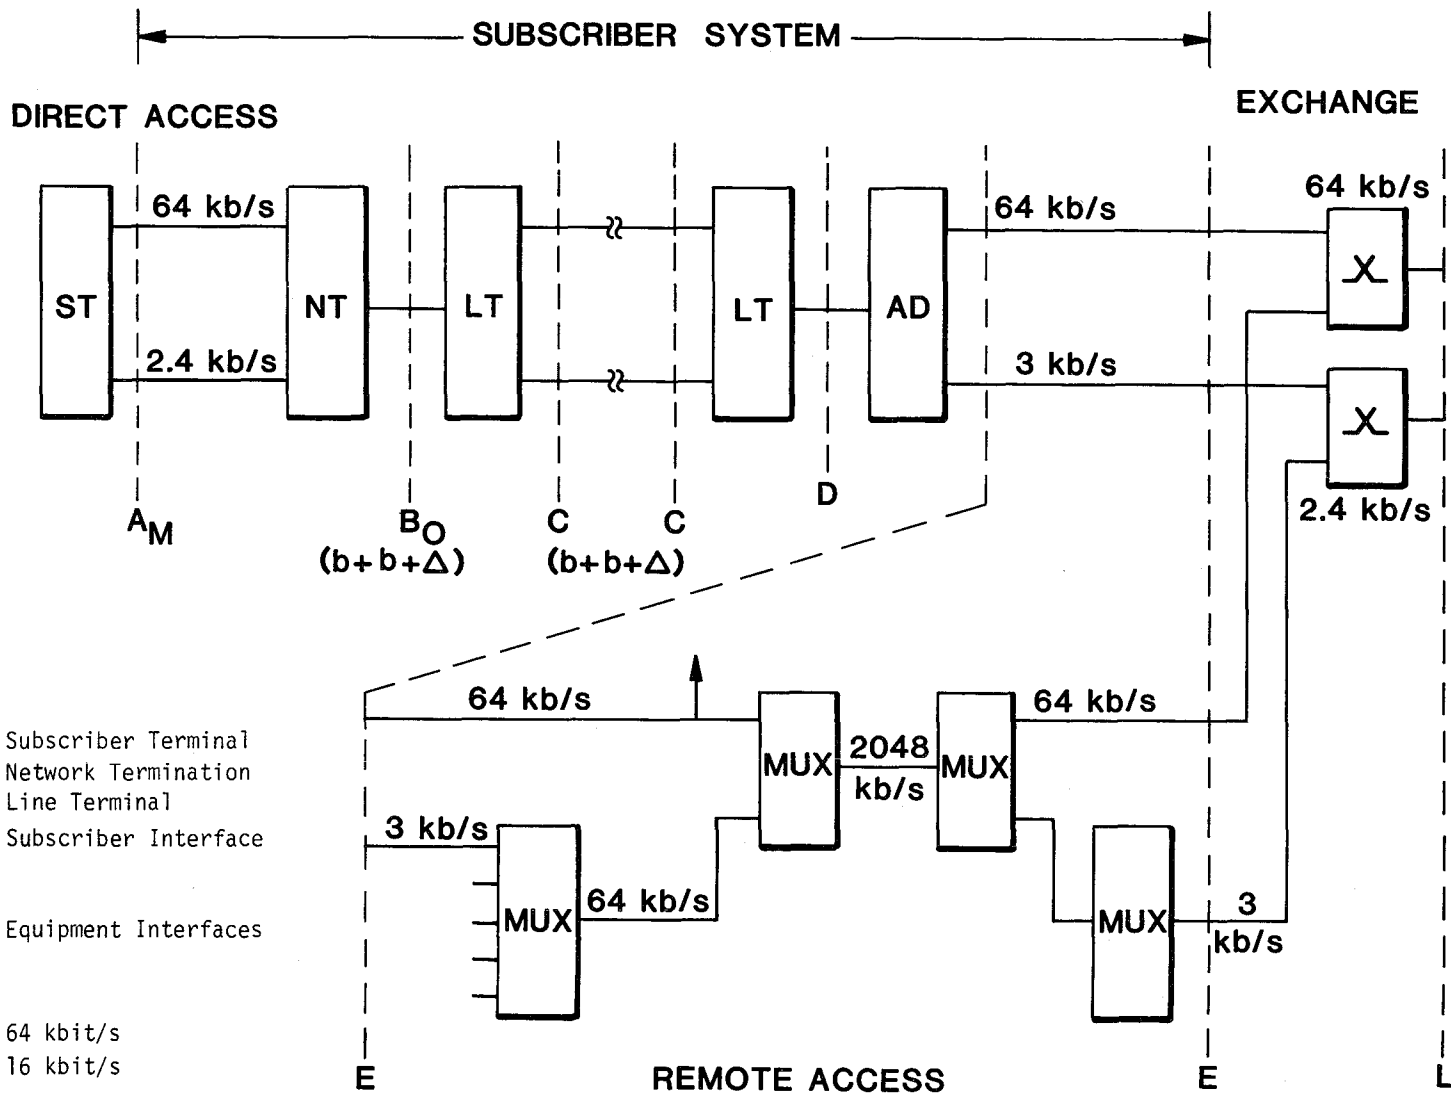 SUBSCRIBER SYSTEM
DIRECT ACCESS
EXCHANGE
64 kb/s
64 kb/s
64 kb/s
ST
NT
LT
LT
AD
X
2.4 kb/s
3 kb/s
X
2.4 kb/s
A_M
B_O
C
C
D
(b+b+Δ)
(b+b+Δ)
64 kb/s
64 kb/s
Subscriber Terminal
Network Termination
Line Terminal
Subscriber Interface
MUX
2048
kb/s
MUX
3 kb/s
MUX
64 kb/s
MUX
3
kb/s
Equipment Interfaces
64 kbit/s
16 kbit/s
E
REMOTE ACCESS
E
L